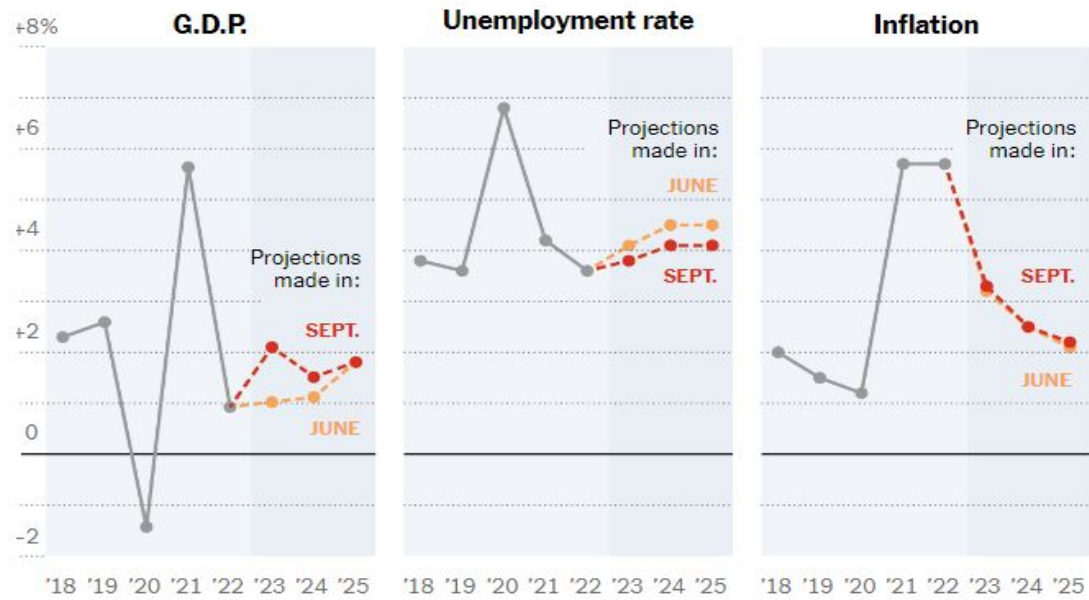 G.D.P.
Unemployment rate
Inflation
+8%
+6
+4
+2
0
−2
Projections
made in:
SEPT.
JUNE
Projections
made in:
JUNE
SEPT.
Projections
made in:
SEPT.
JUNE
’18 ’19 ’20 ’21 ’22 ’23 ’24 ’25
’18 ’19 ’20 ’21 ’22 ’23 ’24 ’25
’18 ’19 ’20 ’21 ’22 ’23 ’24 ’25